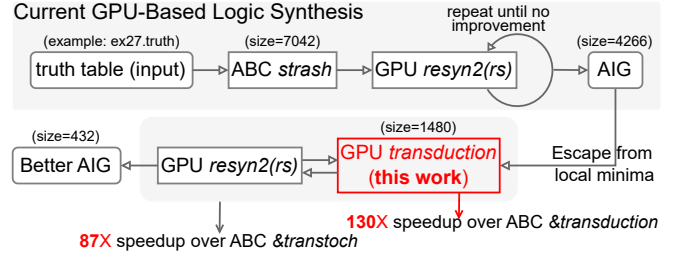 Current GPU-Based Logic Synthesis
repeat until no
improvement
(example: ex27.truth)
(size=7042)
(size=4266)
truth table (input)
ABC strash
GPU resyn2(rs)
AIG
(size=432)
(size=1480)
Better AIG
GPU resyn2(rs)
GPU transduction
(this work)
Escape from
local minima
130X speedup over ABC &transduction
87X speedup over ABC &transtoch